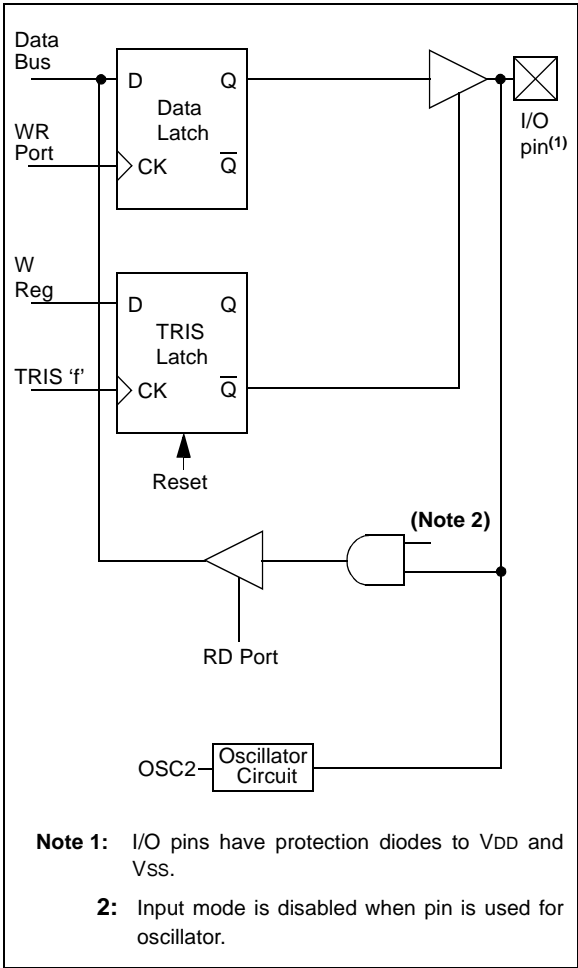 Data
Bus
D
Q
Data
Latch
WR
Port
CK
Q̅
I/O
pin(1)
W
Reg
D
Q
TRIS
Latch
TRIS ‘f’
CK
Q̅
Reset
(Note 2)
RD Port
OSC2
Oscillator
Circuit
Note 1: I/O pins have protection diodes to VDD and
VSS.
2: Input mode is disabled when pin is used for
oscillator.